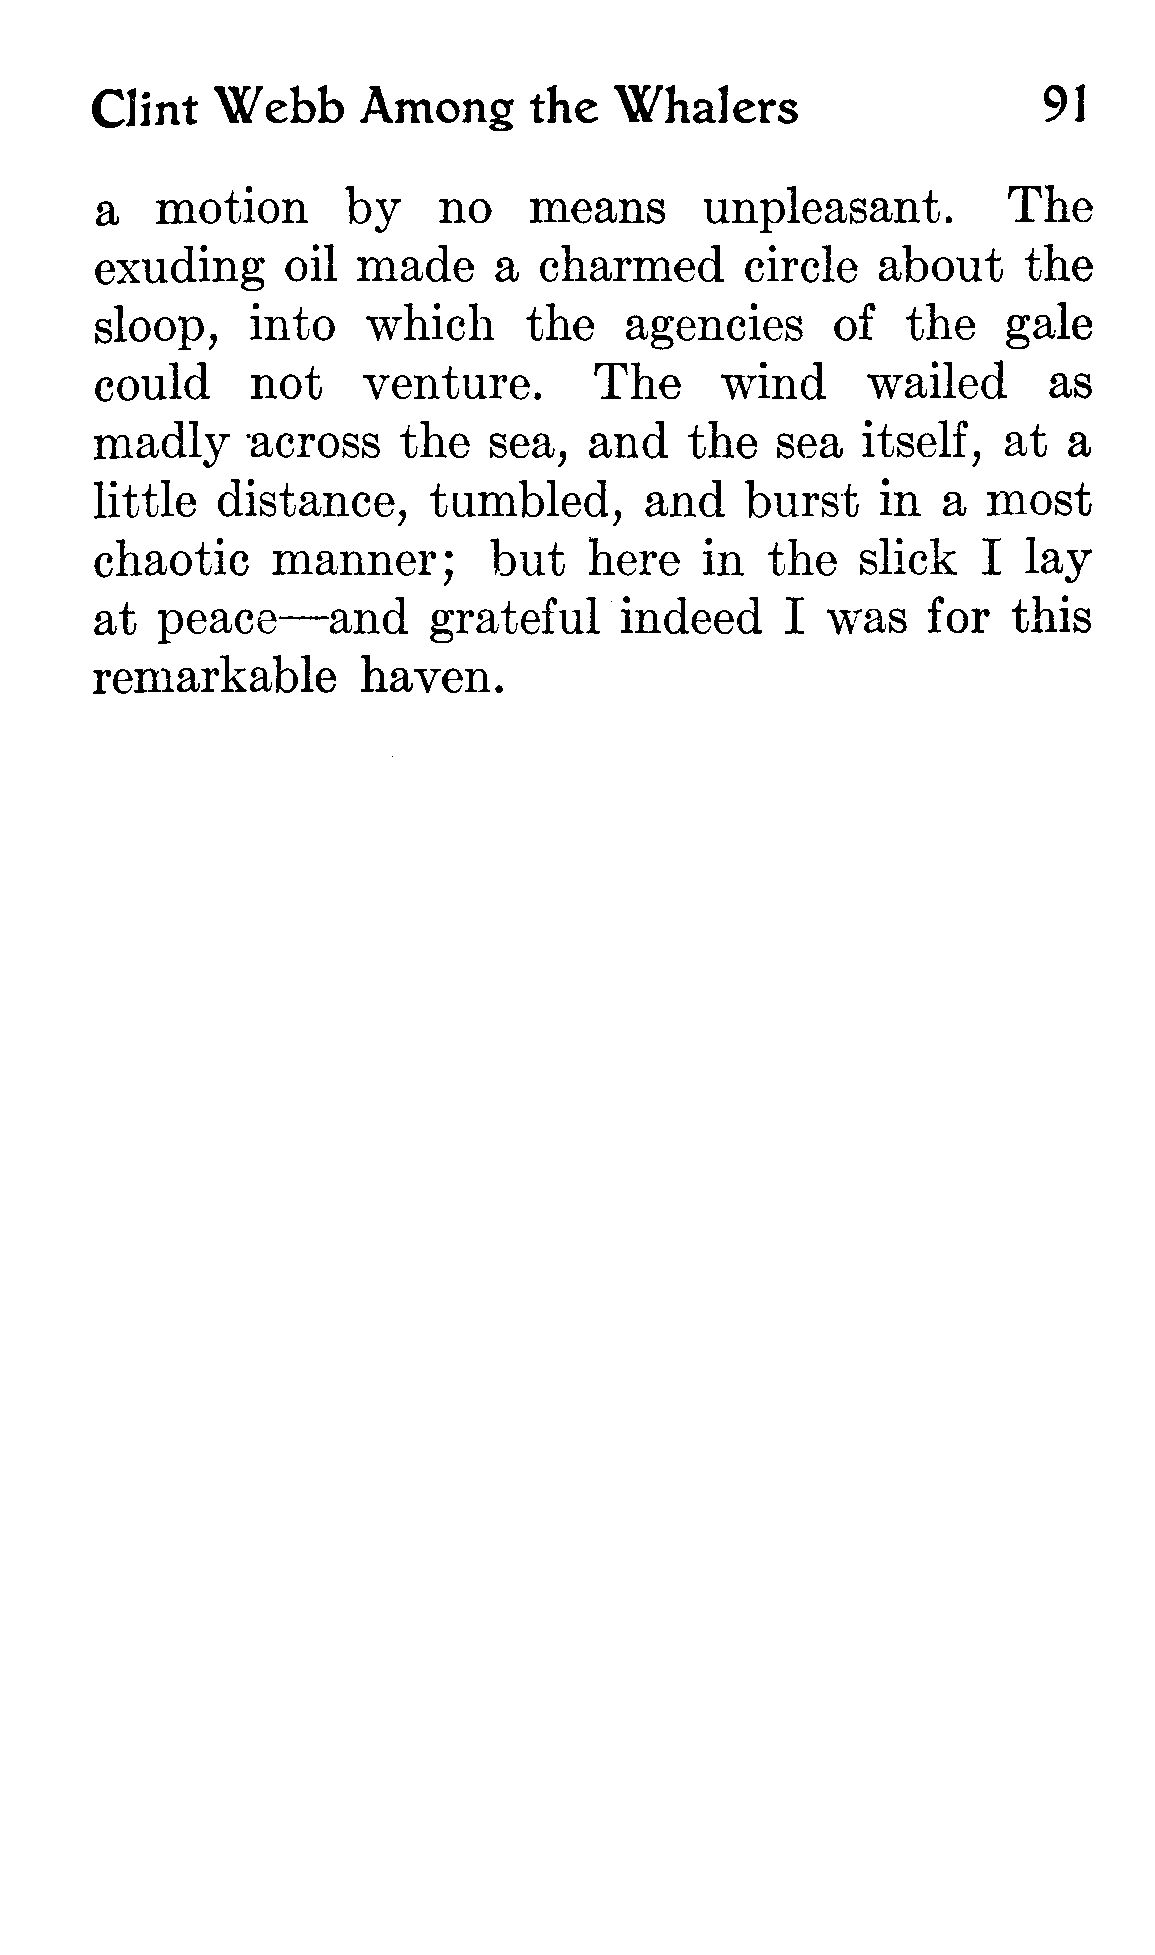 Clint Webb Among the Whalers 91
a motion by no means unpleasant. The
exuding oil made a charmed circle about the
sloop, into which the agencies of the gale
could not venture. The wind wailed as
madly across the sea, and the sea itself, at a
little distance, tumbled, and burst in a most
chaotic manner; but here in the slick I lay
at peace—and grateful indeed I was for this
remarkable haven.